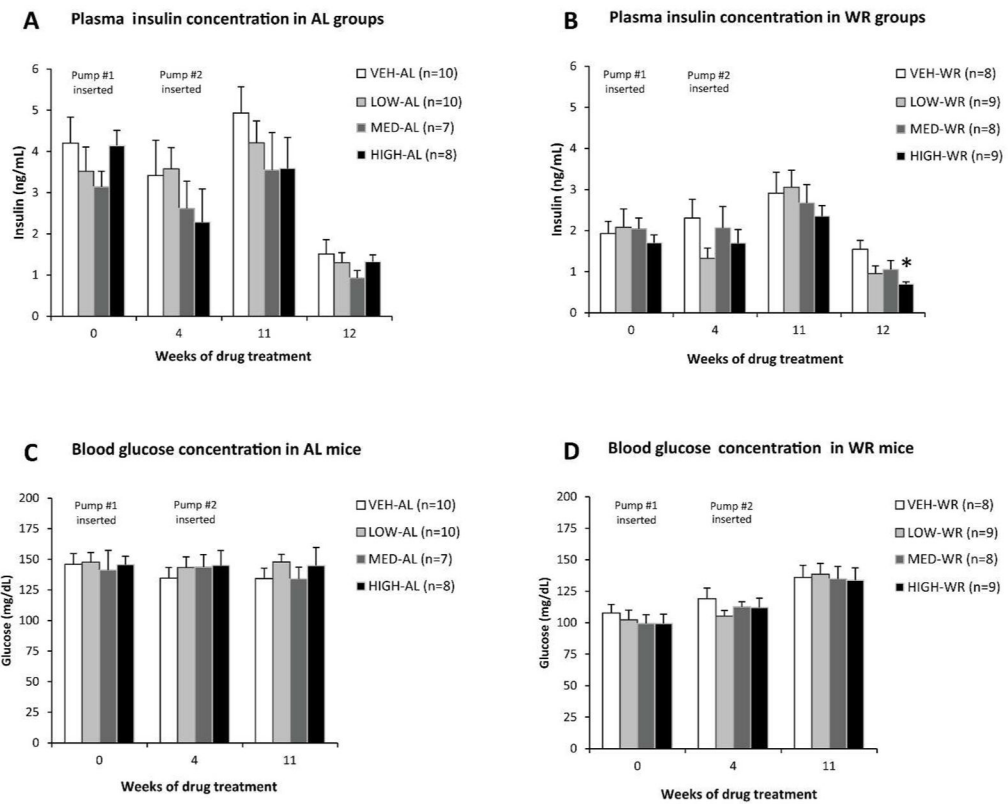 A Plasma insulin concentration in AL groups
6
5
4
3
2
1
0
Insulin (ng/mL)
Pump #1
inserted
Pump #2
inserted
VEH-AL (n=10)
LOW-AL (n=10)
MED-AL (n=7)
HIGH-AL (n=8)
0 4 11 12
Weeks of drug treatment
B Plasma insulin concentration in WR groups
6
5
4
3
2
1
0
Insulin (ng/mL)
Pump #1
inserted
Pump #2
inserted
VEH-WR (n=8)
LOW-WR (n=9)
MED-WR (n=8)
HIGH-WR (n=9)
*
0 4 11 12
Weeks of drug treatment
C Blood glucose concentration in AL mice
200
175
150
125
100
75
50
25
0
Glucose (mg/dL)
Pump #1
inserted
Pump #2
inserted
VEH-AL (n=10)
LOW-AL (n=10)
MED-AL (n=7)
HIGH-AL (n=8)
0 4 11
Weeks of drug treatment
D Blood glucose concentration in WR mice
200
175
150
125
100
75
50
25
0
Glucose (mg/dL)
Pump #1
inserted
Pump #2
inserted
VEH-WR (n=8)
LOW-WR (n=9)
MED-WR (n=8)
HIGH-WR (n=9)
0 4 11
Weeks of drug treatment